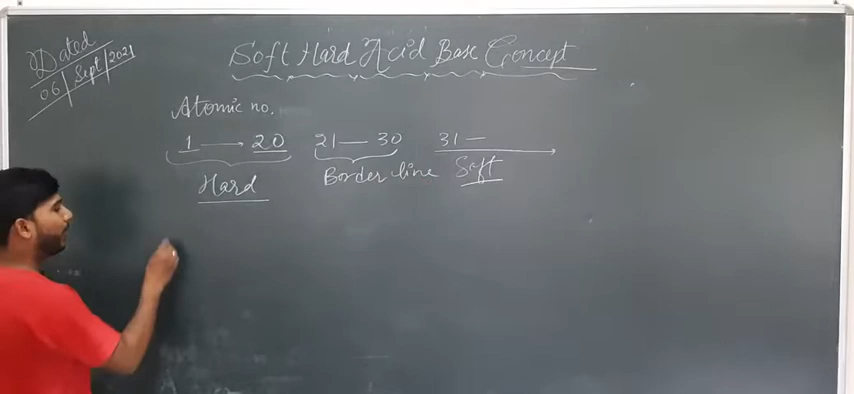 Dated
06/Sept/2021
Soft Hard Acid Base Concept
Atomic no.
1 → 20 21 — 30 31 —
Hard Border line Soft